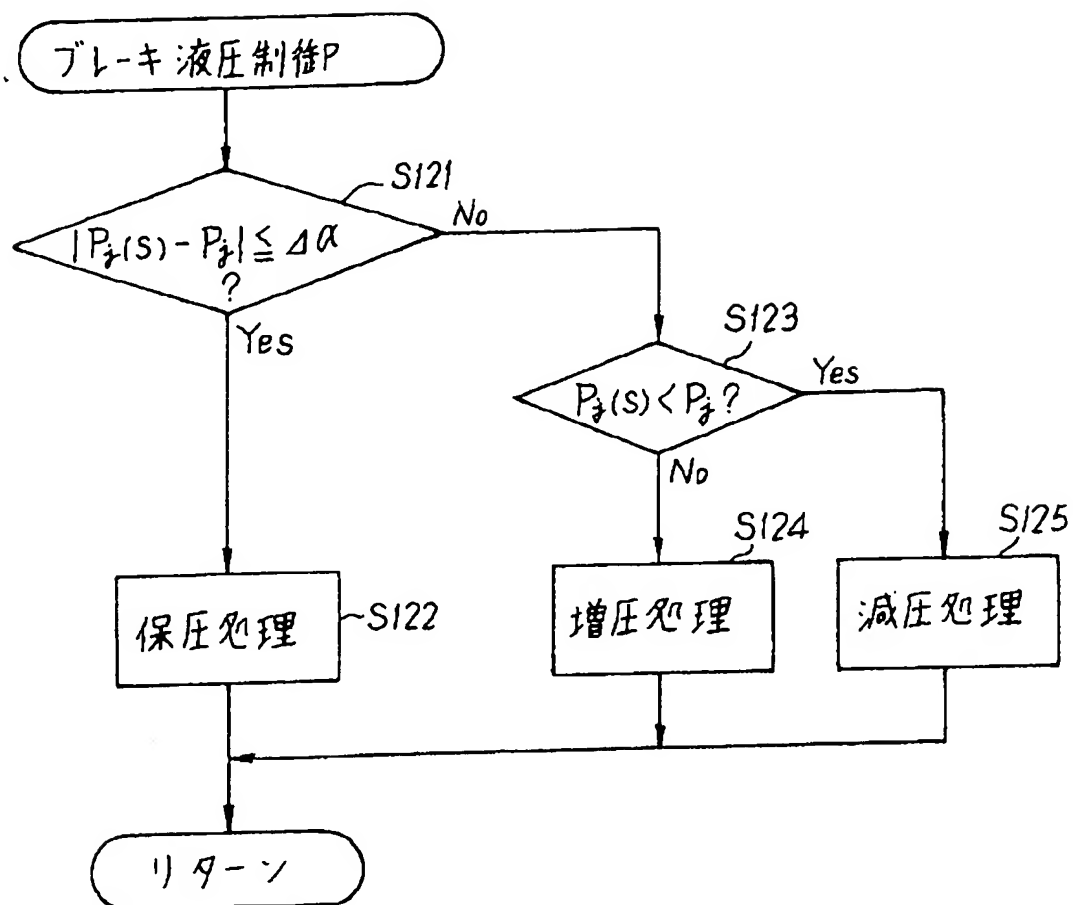 ブレーキ液圧制御P
S121
|Pj(S)-Pj|≦Δα
?
No
Yes
S123
Pj(S)<Pj?
Yes
No
S124
S125
保圧処理
S122
増圧処理
減圧処理
リターン